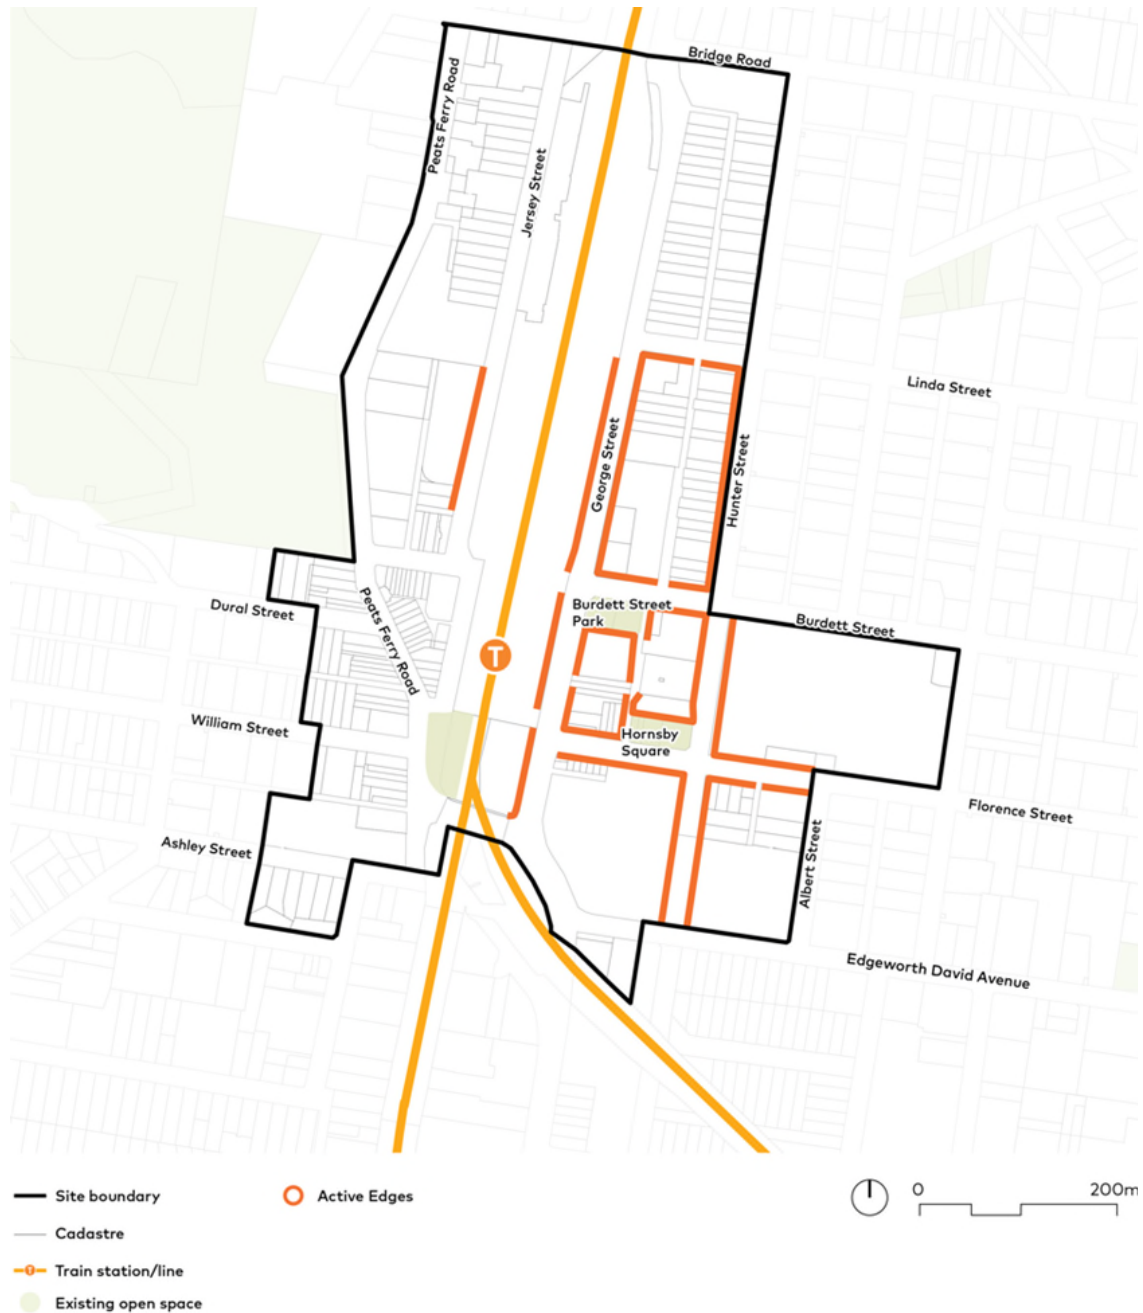 Bridge Road
Peats Ferry Road
Jersey Street
Linda Street
George Street
Hunter Street
Dural Street
Peats Ferry Road
Burdett Street
Park
Burdett Street
T
William Street
Hornsby
Square
Florence Street
Ashley Street
Albert Street
Edgeworth David Avenue
Site boundary
Active Edges
0 200m
Cadastre
T Train station/line
Existing open space